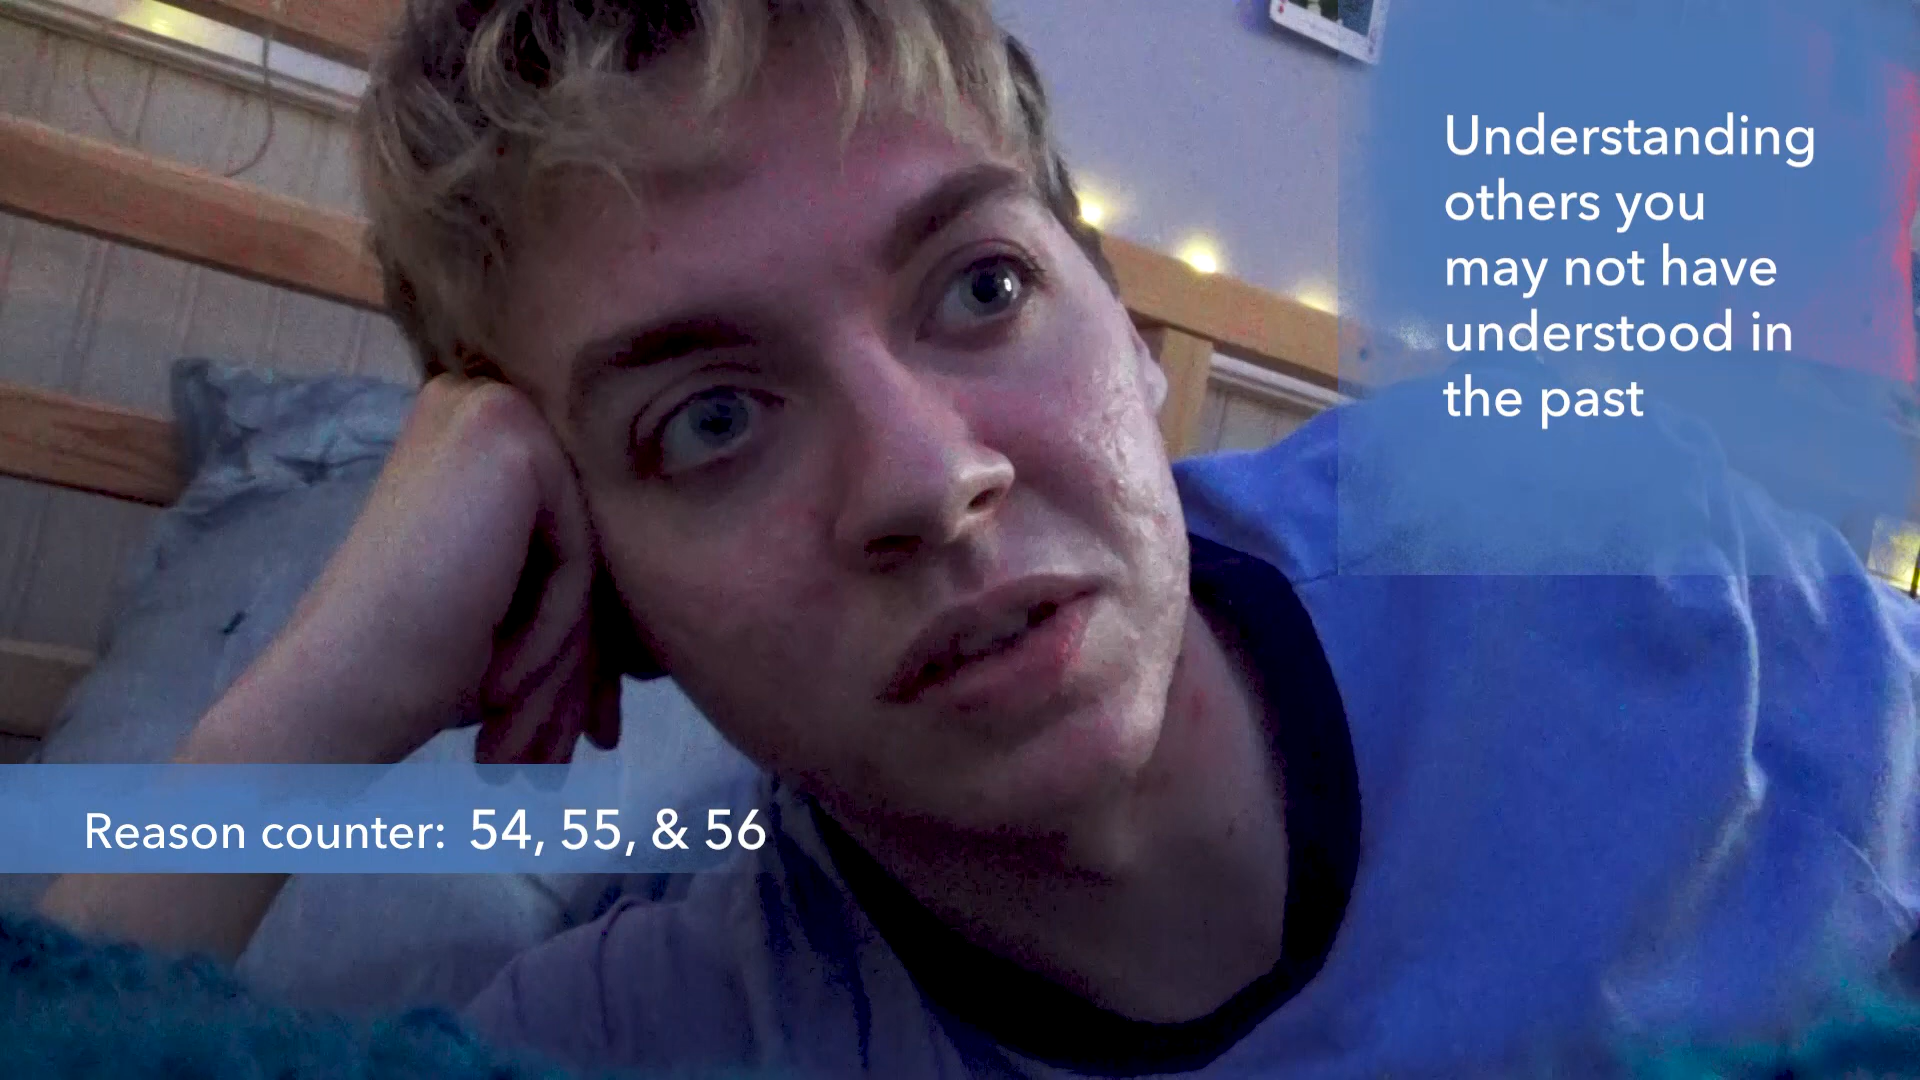 Understanding
others you
may not have
understood in
the past
Reason counter: 54, 55, & 56